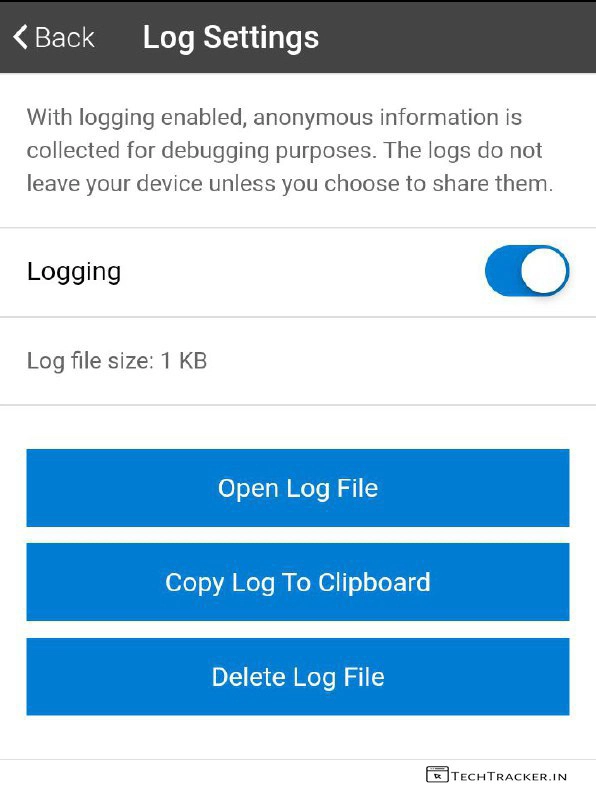 Back Log Settings
With logging enabled, anonymous information is
collected for debugging purposes. The logs do not
leave your device unless you choose to share them.
Logging
Log file size: 1 KB
Open Log File
Copy Log To Clipboard
Delete Log File
TECHTRACKER.IN